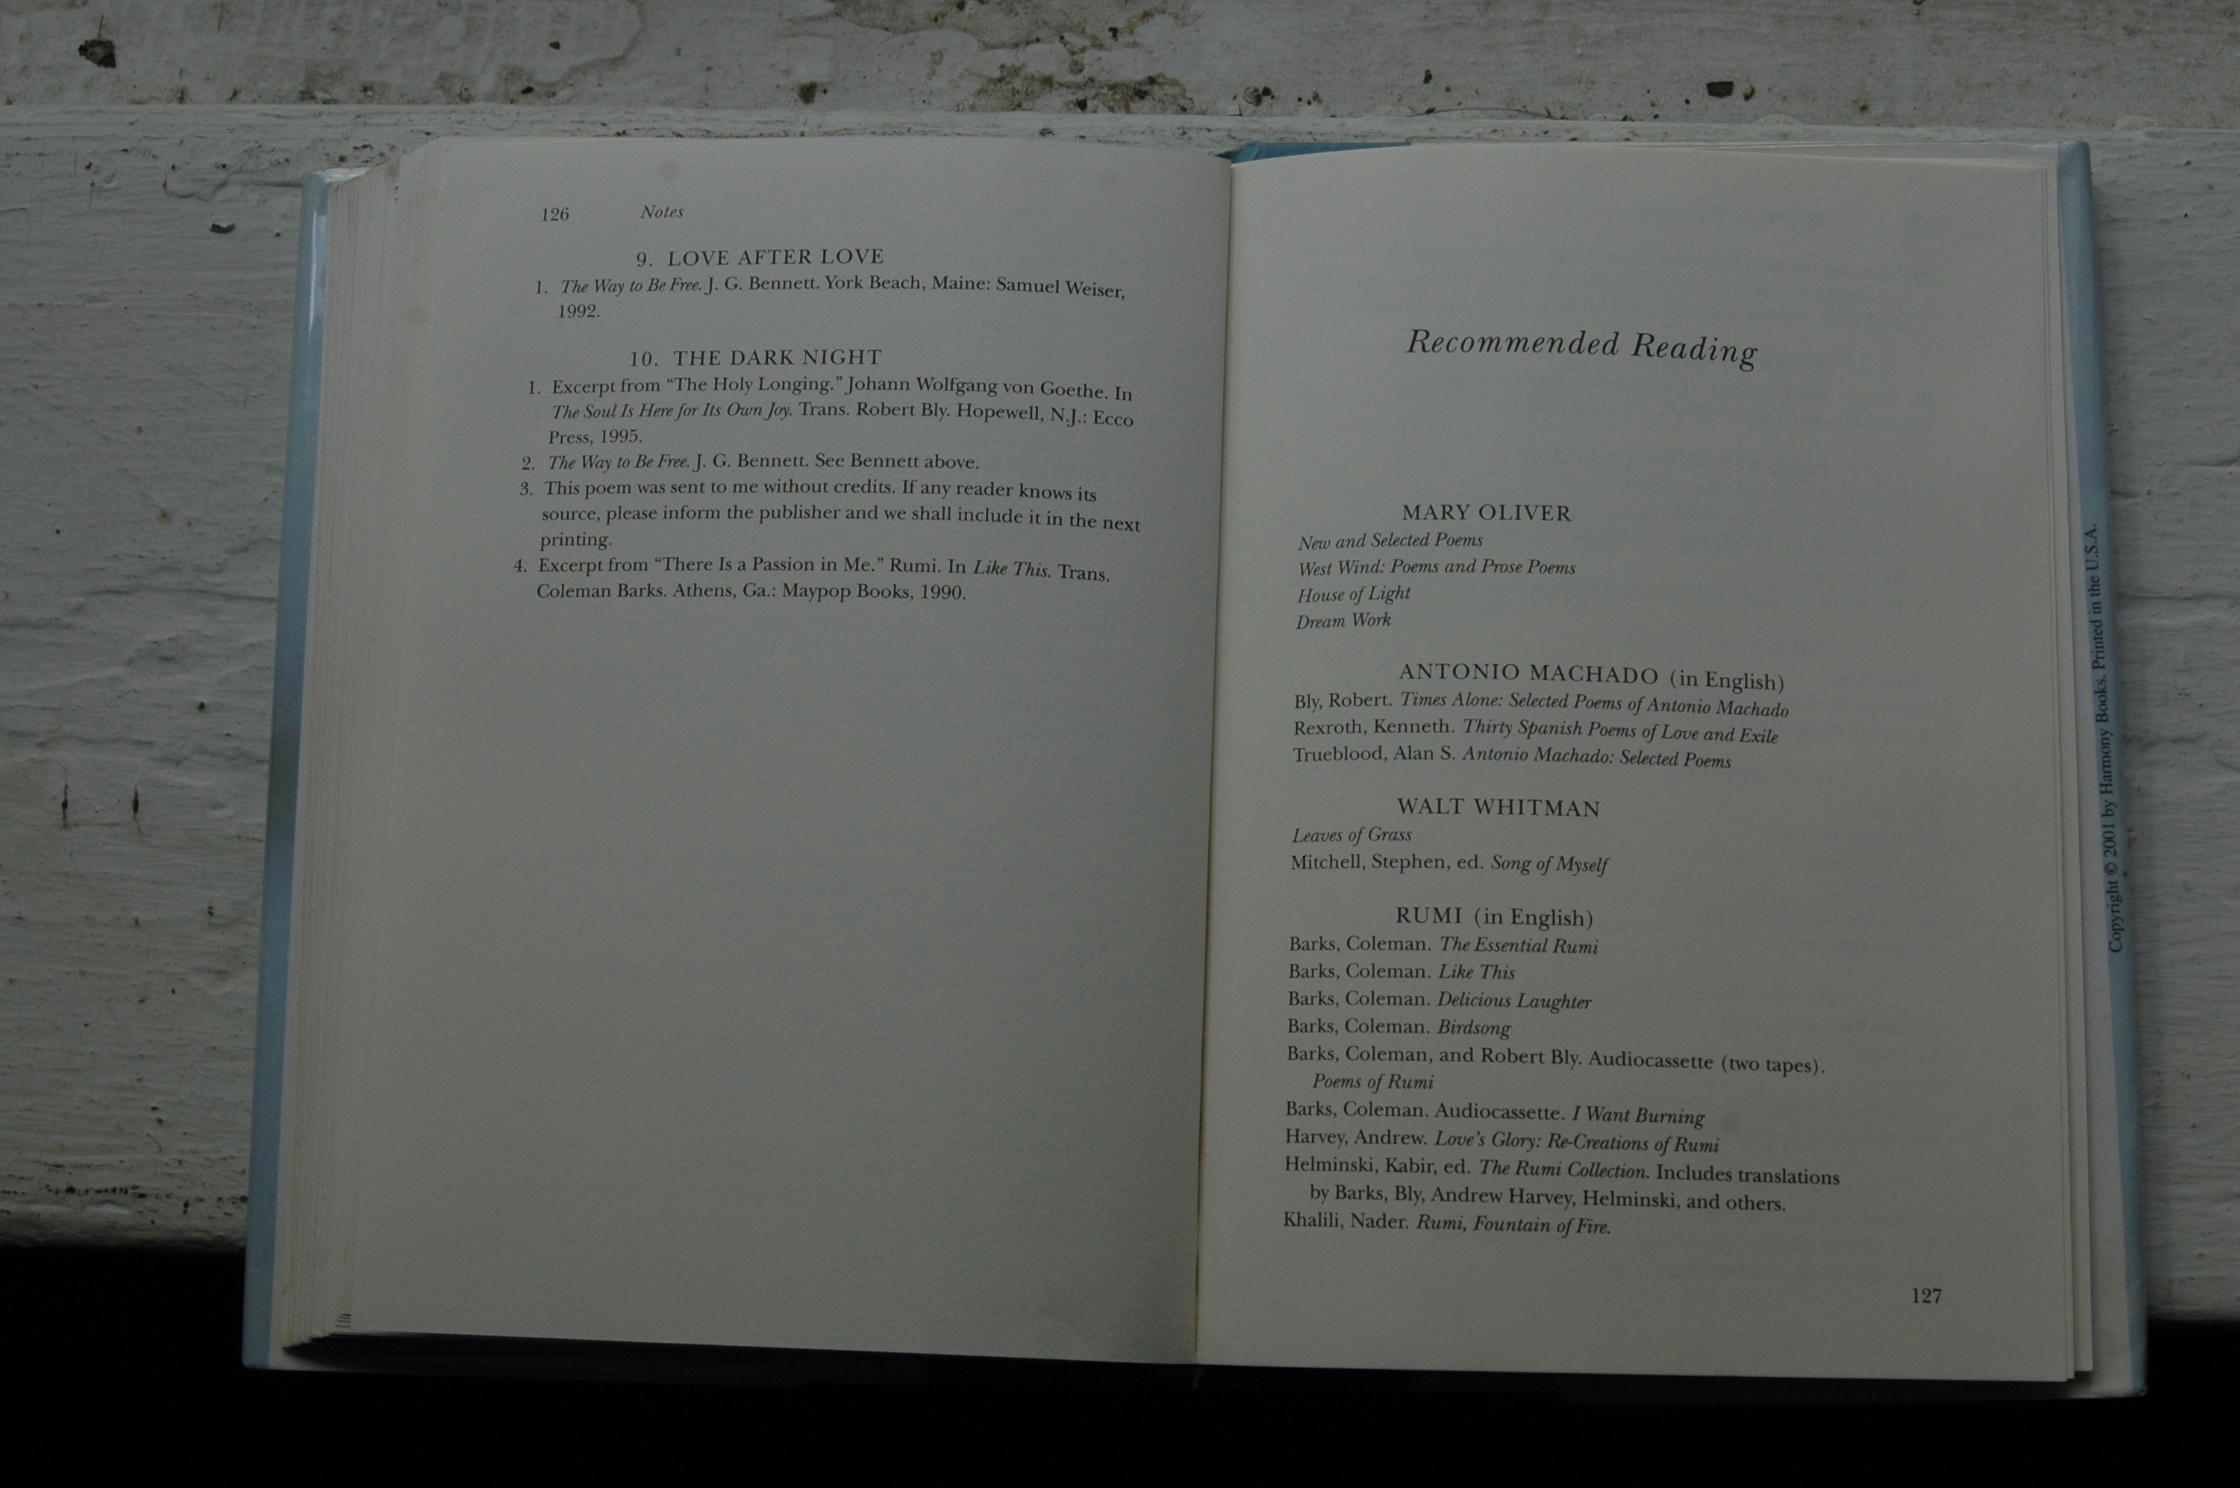 126 Notes
9. LOVE AFTER LOVE
1. The Way to Be Free. J. G. Bennett. York Beach, Maine: Samuel Weiser,
1992.
10. THE DARK NIGHT
1. Excerpt from “The Holy Longing.” Johann Wolfgang von Goethe. In
The Soul Is Here for Its Own Joy. Trans. Robert Bly. Hopewell, N.J.: Ecco
Press, 1995.
2. The Way to Be Free. J. G. Bennett. See Bennett above.
3. This poem was sent to me without credits. If any reader knows its
source, please inform the publisher and we shall include it in the next
printing.
4. Excerpt from “There Is a Passion in Me.” Rumi. In Like This. Trans.
Coleman Barks. Athens, Ga.: Maypop Books, 1990.
Recommended Reading
MARY OLIVER
New and Selected Poems
West Wind: Poems and Prose Poems
House of Light
Dream Work
ANTONIO MACHADO (in English)
Bly, Robert. Times Alone: Selected Poems of Antonio Machado
Rexroth, Kenneth. Thirty Spanish Poems of Love and Exile
Trueblood, Alan S. Antonio Machado: Selected Poems
WALT WHITMAN
Leaves of Grass
Mitchell, Stephen, ed. Song of Myself
RUMI (in English)
Barks, Coleman. The Essential Rumi
Barks, Coleman. Like This
Barks, Coleman. Delicious Laughter
Barks, Coleman. Birdsong
Barks, Coleman, and Robert Bly. Audiocassette (two tapes).
Poems of Rumi
Barks, Coleman. Audiocassette. I Want Burning
Harvey, Andrew. Love’s Glory: Re-Creations of Rumi
Helminski, Kabir, ed. The Rumi Collection. Includes translations
by Barks, Bly, Andrew Harvey, Helminski, and others.
Khalili, Nader. Rumi, Fountain of Fire.
127
Copyright © 2001 by Harmony Books. Printed in the U.S.A.